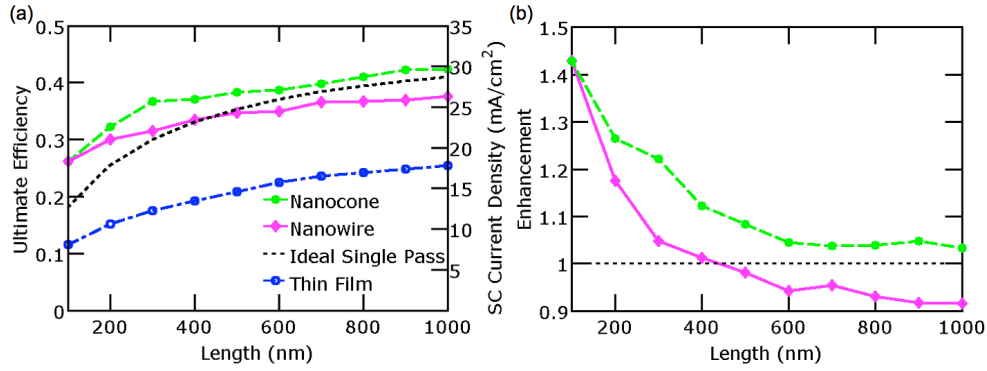 (a)
0.5
0.4
0.3
0.2
0.1
0
Ultimate Efficiency
200
400
600
800
1000
Length (nm)
35
30
25
20
15
10
5
SC Current Density (mA/cm²)
Nanocone
Nanowire
Ideal Single Pass
Thin Film
(b)
1.5
1.4
1.3
1.2
1.1
1
0.9
Enhancement
200
400
600
800
1000
Length (nm)